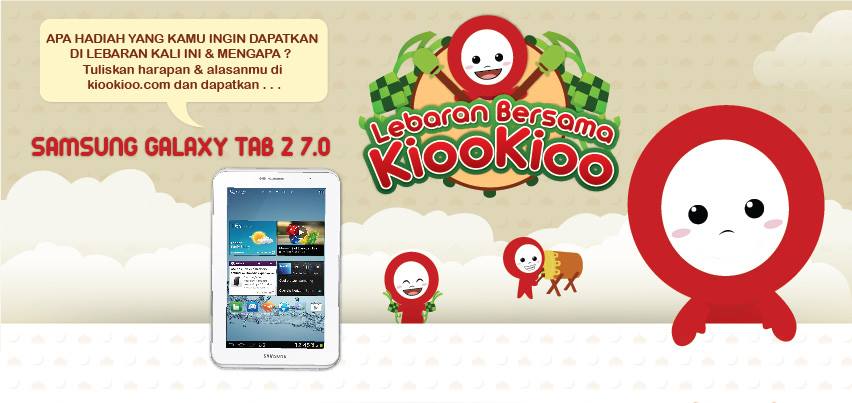 APA HADIAH YANG KAMU INGIN DAPATKAN
DI LEBARAN KALI INI & MENGAPA ?
Tuliskan harapan & alasanmu di
kiookioo.com dan dapatkan . . .
SAMSUNG GALAXY TAB 2 7.0
Lebaran Bersama
KiooKioo
SAMSUNG